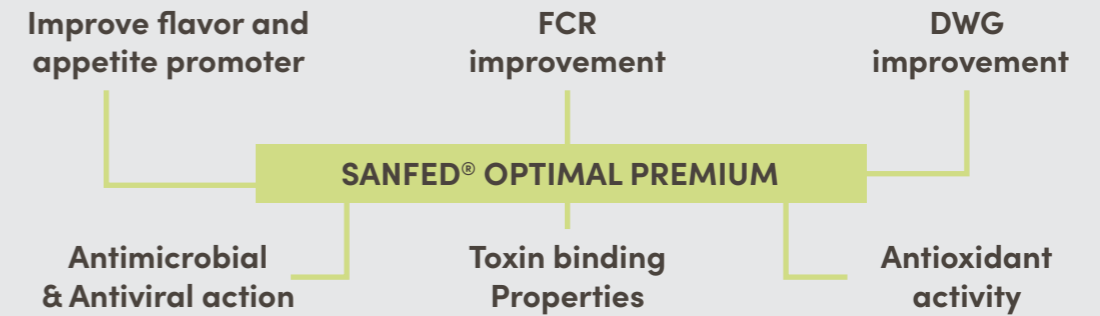 Improve flavor and
appetite promoter
FCR
improvement
DWG
improvement
SANFED® OPTIMAL PREMIUM
Antimicrobial
& Antiviral action
Toxin binding
Properties
Antioxidant
activity